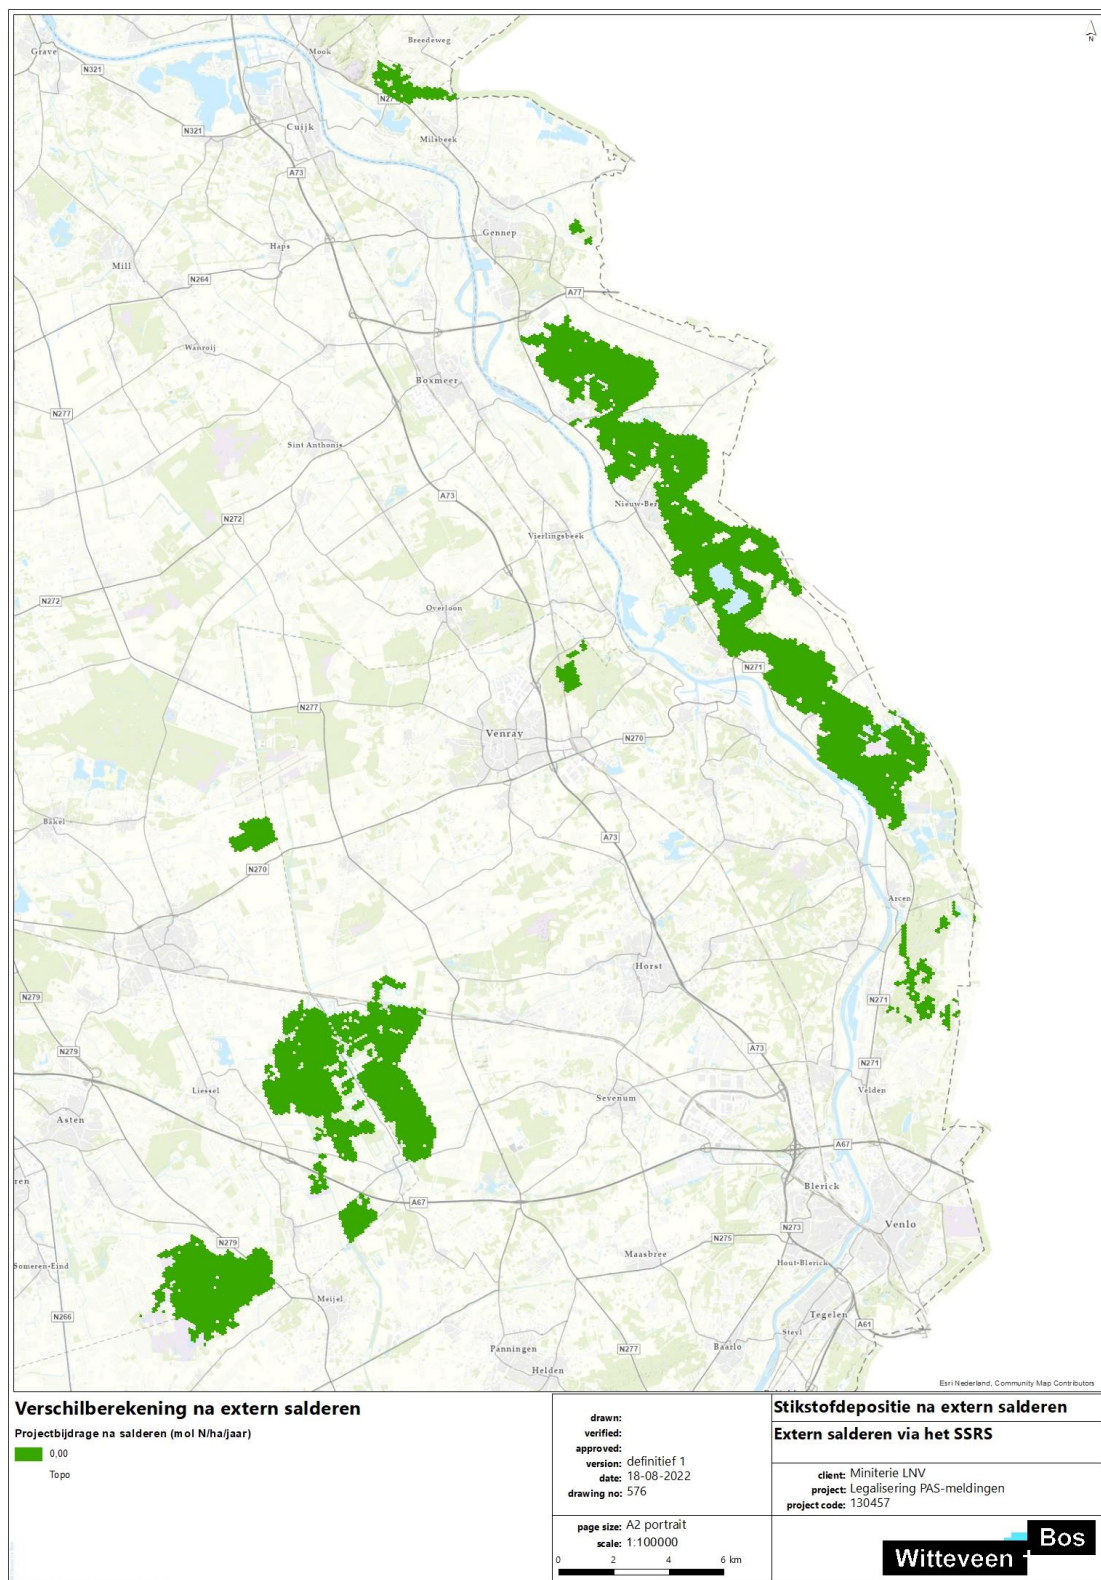 N
Grave
Mook
Breedeweg
N321
N271
Cuijk
Milsbeek
N321
A73
Gennep
Haps
Mill
N264
A77
Wanroij
Boxmeer
N277
Sint Anthonis
A73
Nieuw-Ber
N272
Vierlingsbeek
N272
Overloon
N271
N277
Venray
N270
Bakel
A73
N270
Arcen
Horst
N279
N271
N279
A73
N271
Liessel
Sevenum
Velden
Asten
A67
ren
Blerick
A67
Venlo
N273
N279
N275
Maasbree
Hout-Blerick
Someren-Eind
Meijel
N266
Tegelen
A61
Steyl
Panningen
N277
Baarlo
Helden
Esri Nederland, Community Map Contributors
Verschilberekening na extern salderen
Projectbijdrage na salderen (mol N/ha/jaar)
0,00
Topo
drawn:
verified:
approved:
version: definitief 1
date: 18-08-2022
drawing no: 576
page size: A2 portrait
scale: 1:100000
0 2 4 6 km
Stikstofdepositie na extern salderen
Extern salderen via het SSRS
client: Miniterie LNV
project: Legalisering PAS-meldingen
project code: 130457
Witteveen + Bos